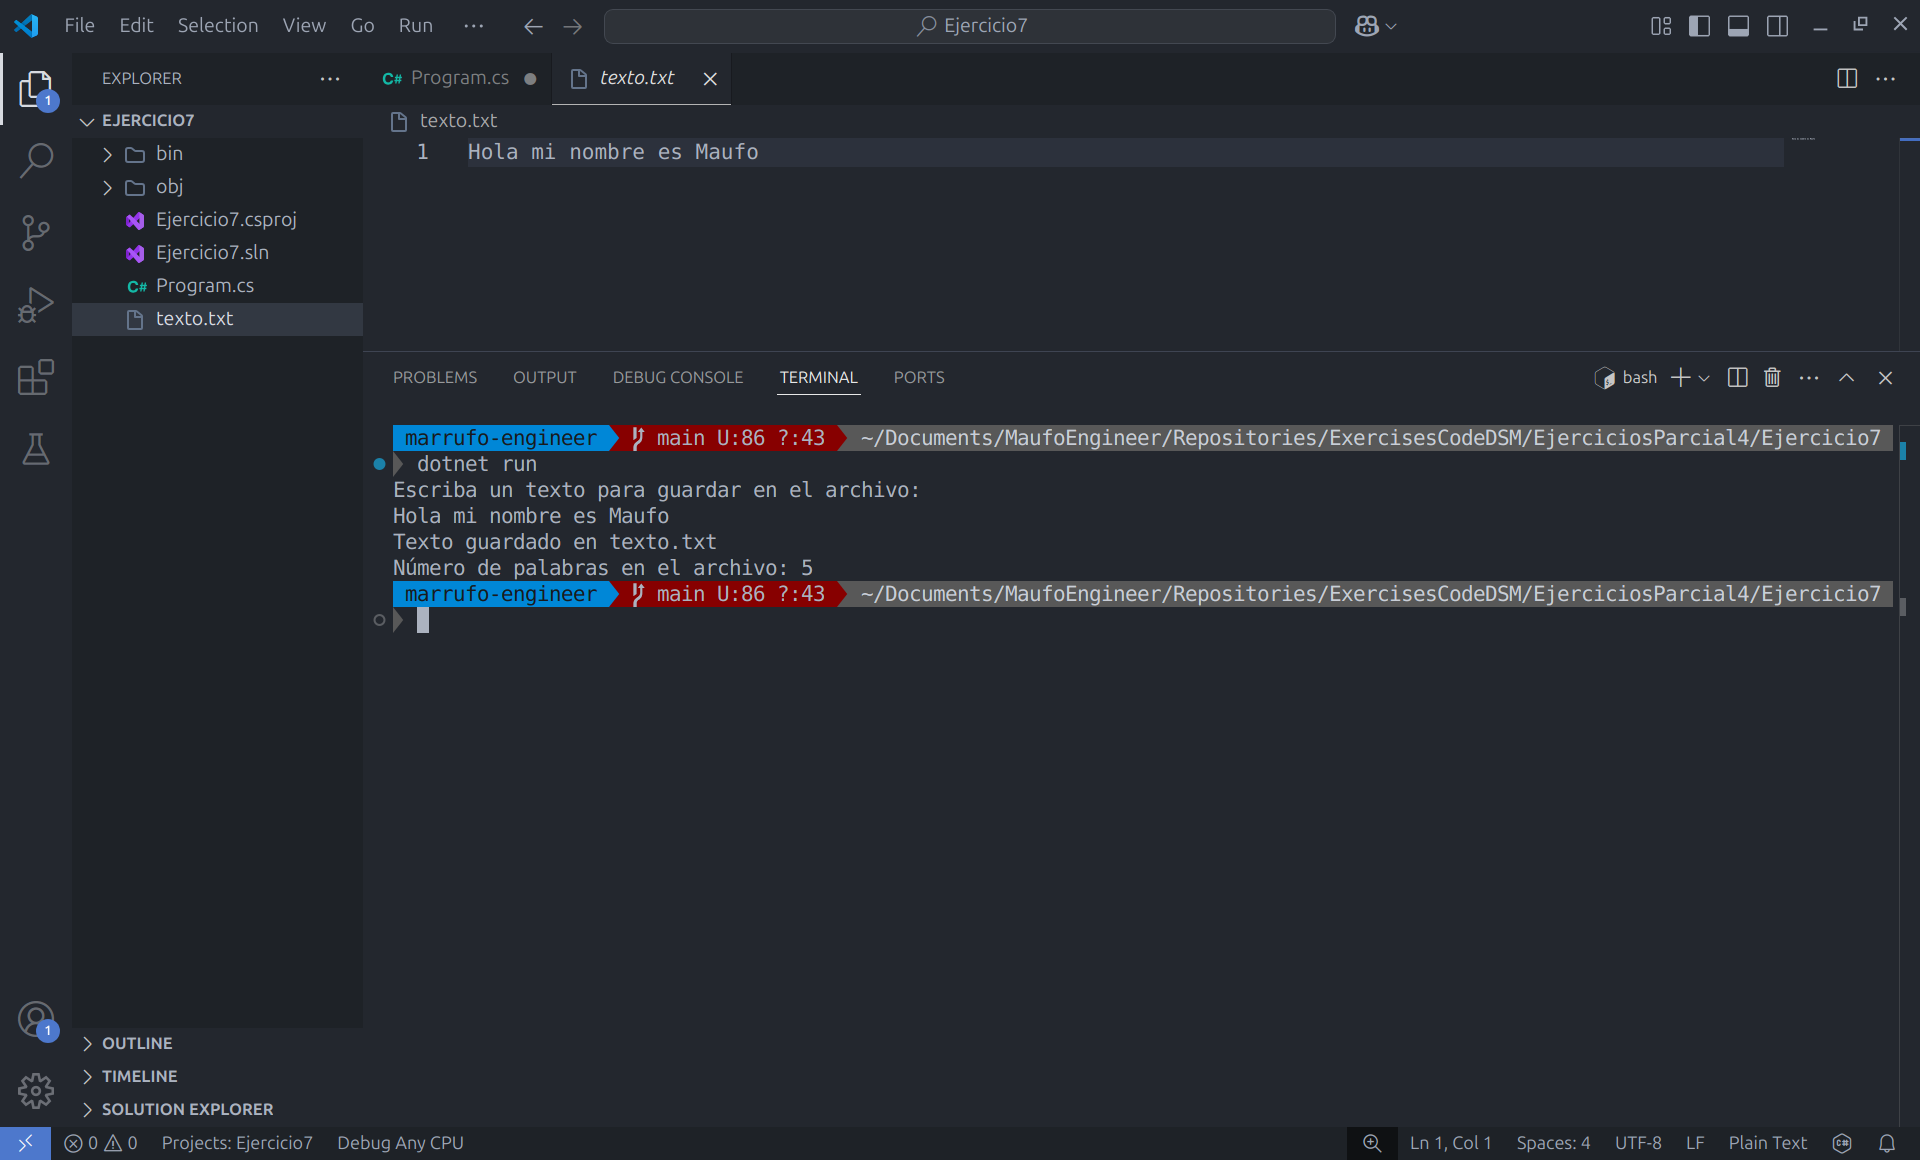 File Edit Selection View Go Run ··· Ejercicio7
EXPLORER ···
Program.cs
texto.txt
EJERCICIO7
bin
obj
Ejercicio7.csproj
Ejercicio7.sln
C# Program.cs
texto.txt
1
OUTLINE
TIMELINE
SOLUTION EXPLORER
1
C#
texto.txt
1 Hola mi nombre es Maufo
PROBLEMS OUTPUT DEBUG CONSOLE TERMINAL PORTS bash
marrufo-engineer main U:86 ?:43 ~/Documents/MaufoEngineer/Repositories/ExercisesCodeDSM/EjerciciosParcial4/Ejercicio7
dotnet run
Escriba un texto para guardar en el archivo:
Hola mi nombre es Maufo
Texto guardado en texto.txt
Número de palabras en el archivo: 5
marrufo-engineer main U:86 ?:43 ~/Documents/MaufoEngineer/Repositories/ExercisesCodeDSM/EjerciciosParcial4/Ejercicio7
0 0 Projects: Ejercicio7 Debug Any CPU Ln 1, Col 1 Spaces: 4 UTF-8 LF Plain Text